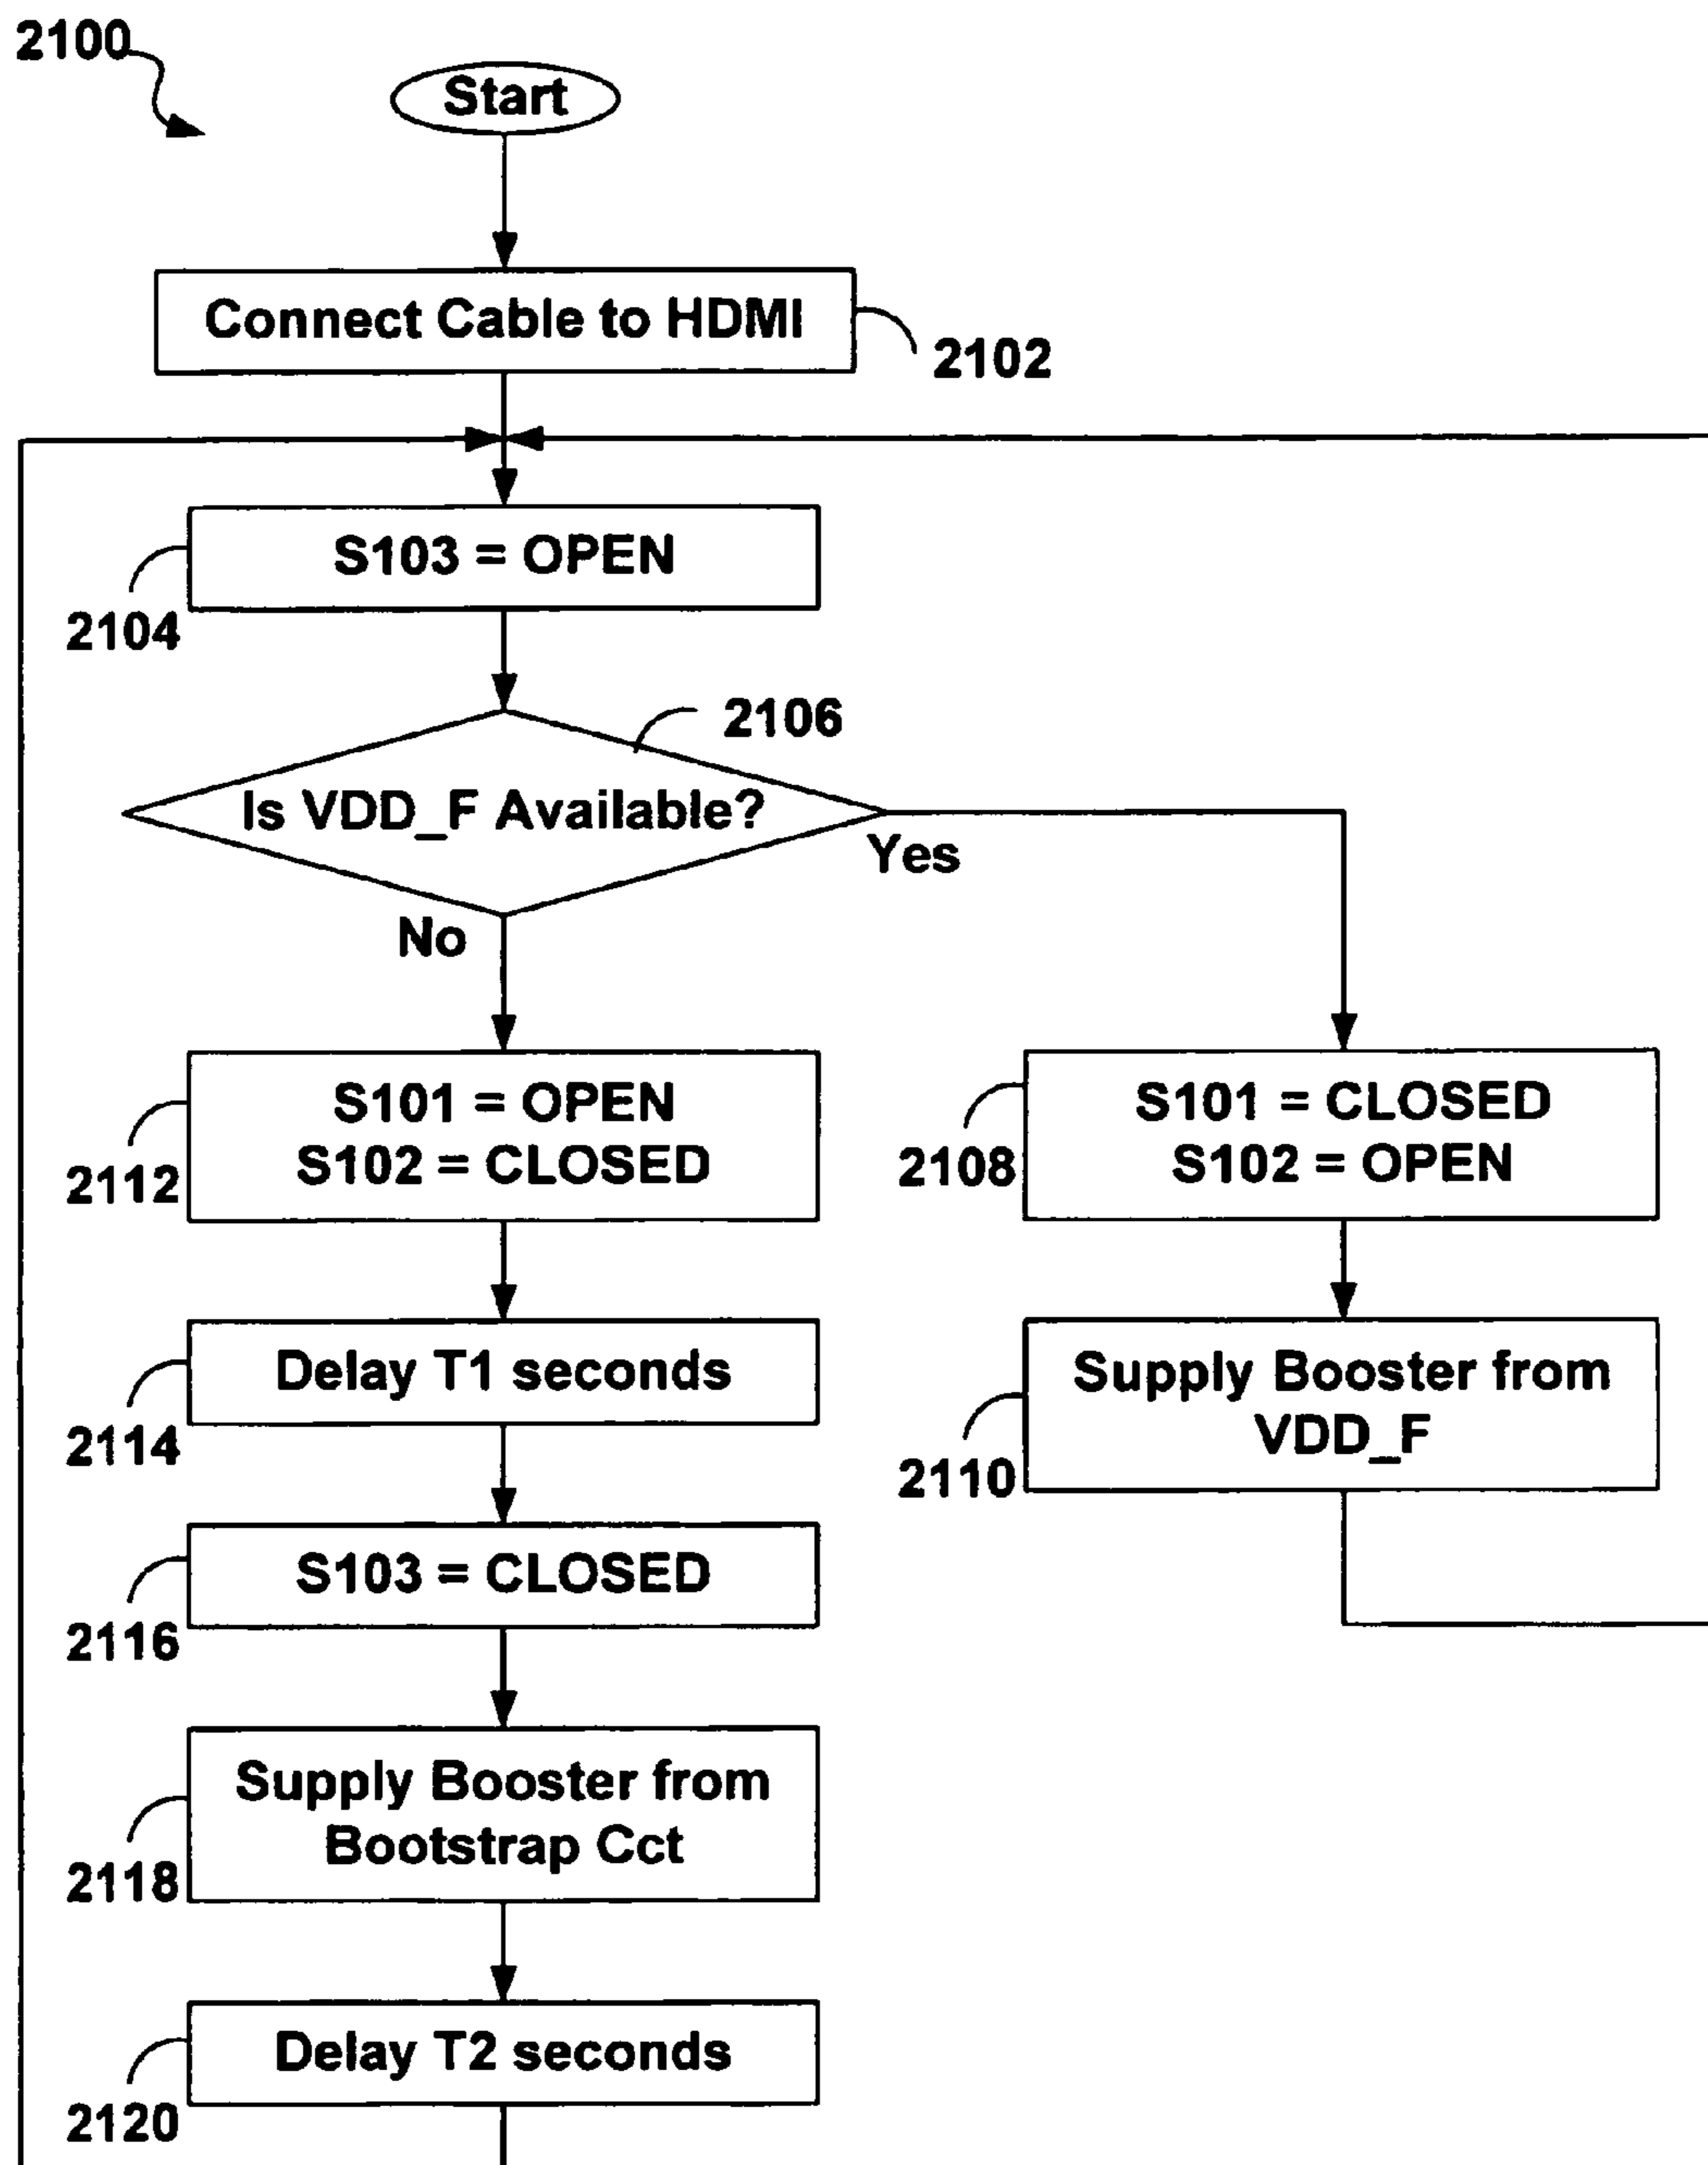 2100
Start
Connect Cable to HDMI
2102
S103 = OPEN
2104
2106
Is VDD_F Available?
Yes
No
S101 = OPEN
S102 = CLOSED
2112
S101 = CLOSED
S102 = OPEN
2108
Delay T1 seconds
2114
Supply Booster from
VDD_F
2110
S103 = CLOSED
2116
Supply Booster from
Bootstrap Cct
2118
Delay T2 seconds
2120